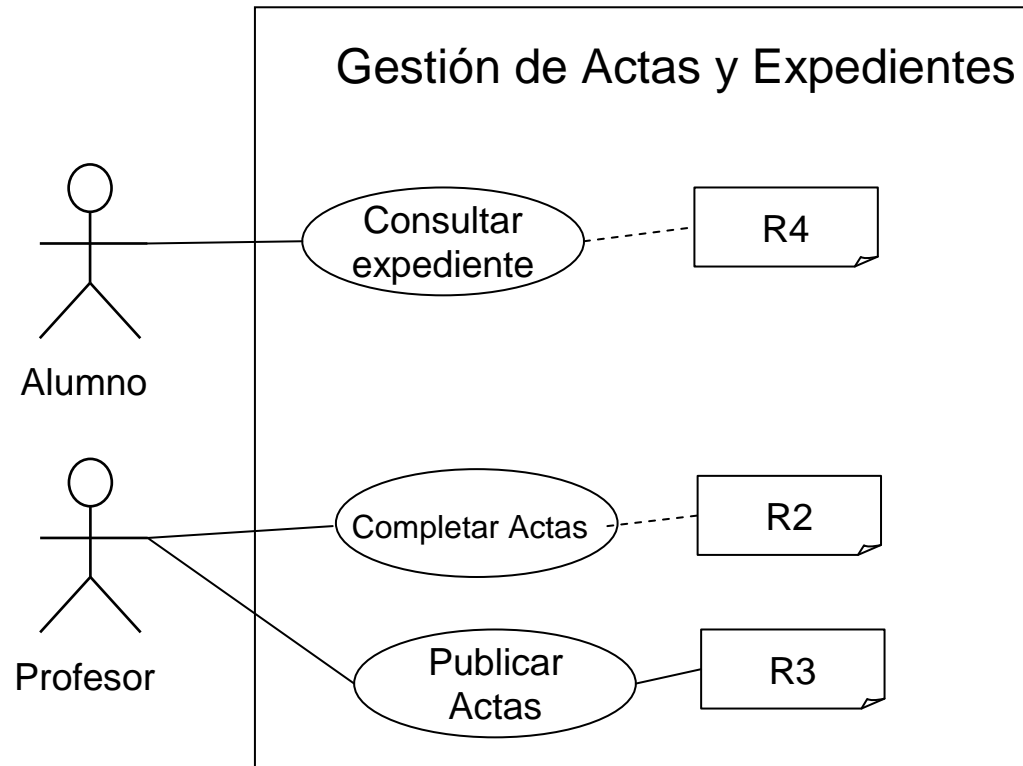 Gestión de Actas y Expedientes
Consultar
expediente
R4
Alumno
Completar Actas
R2
Profesor
Publicar
Actas
R3